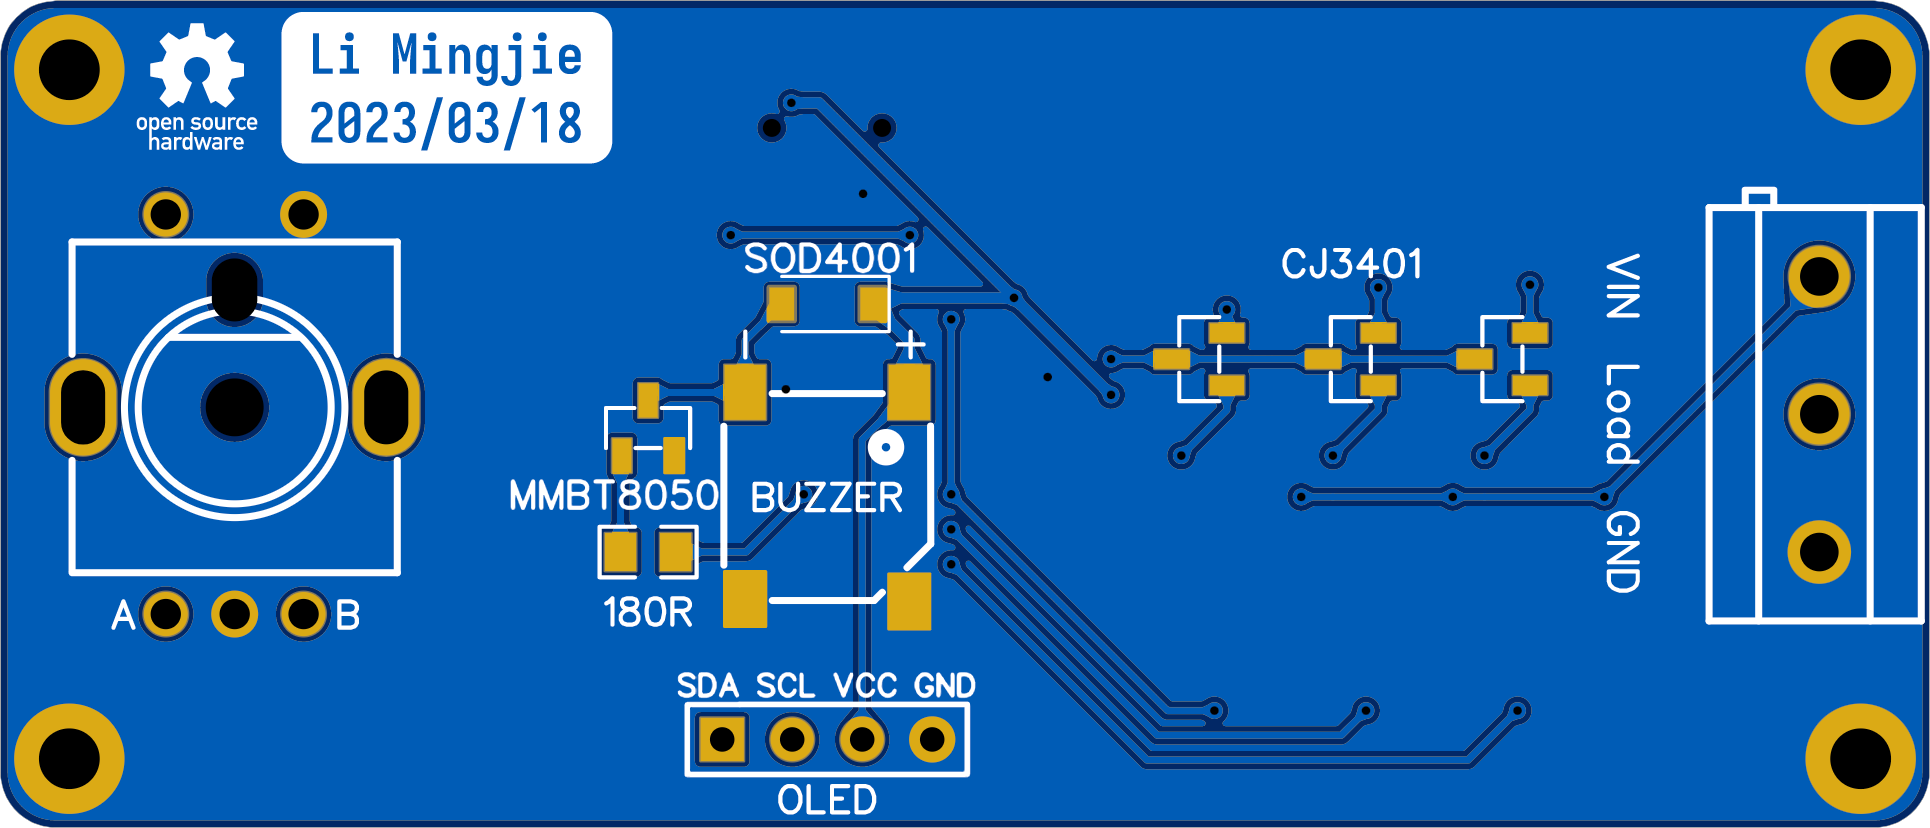 Li Mingjie
2023/03/18
open source
hardware
SOD4001
CJ3401
VIN
Load
GND
MMBT8050
BUZZER
180R
A
B
SDA SCL VCC GND
OLED